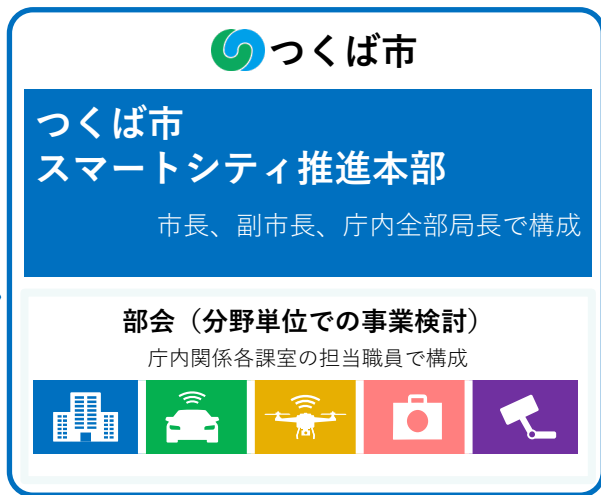 つくば市
つくば市
スマートシティ推進本部
市長、副市長、庁内全部局長で構成
部会（分野単位での事業検討）
庁内関係各課室の担当職員で構成